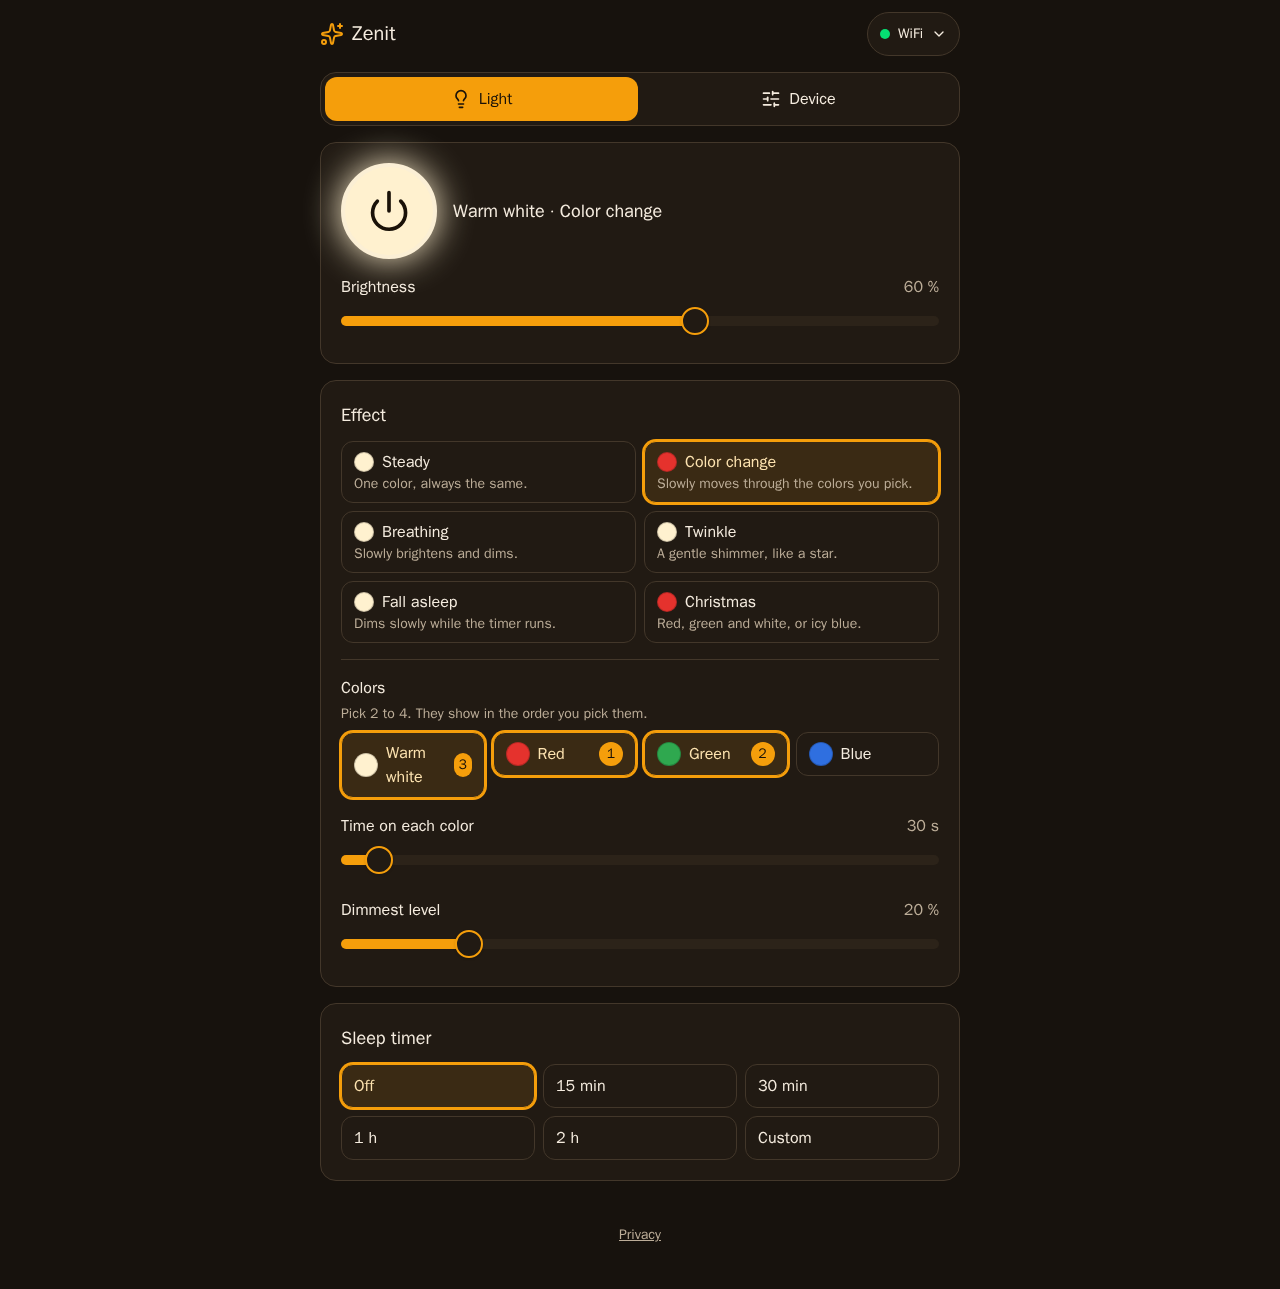 Zenit
WiFi
Light
Device
Warm white · Color change
Brightness
60 %
Effect
Steady
One color, always the same.
Color change
Slowly moves through the colors you pick.
Breathing
Slowly brightens and dims.
Twinkle
A gentle shimmer, like a star.
Fall asleep
Dims slowly while the timer runs.
Christmas
Red, green and white, or icy blue.
Colors
Pick 2 to 4. They show in the order you pick them.
Warm
white
3
Red
1
Green
2
Blue
Time on each color
30 s
Dimmest level
20 %
Sleep timer
Off
15 min
30 min
1 h
2 h
Custom
Privacy